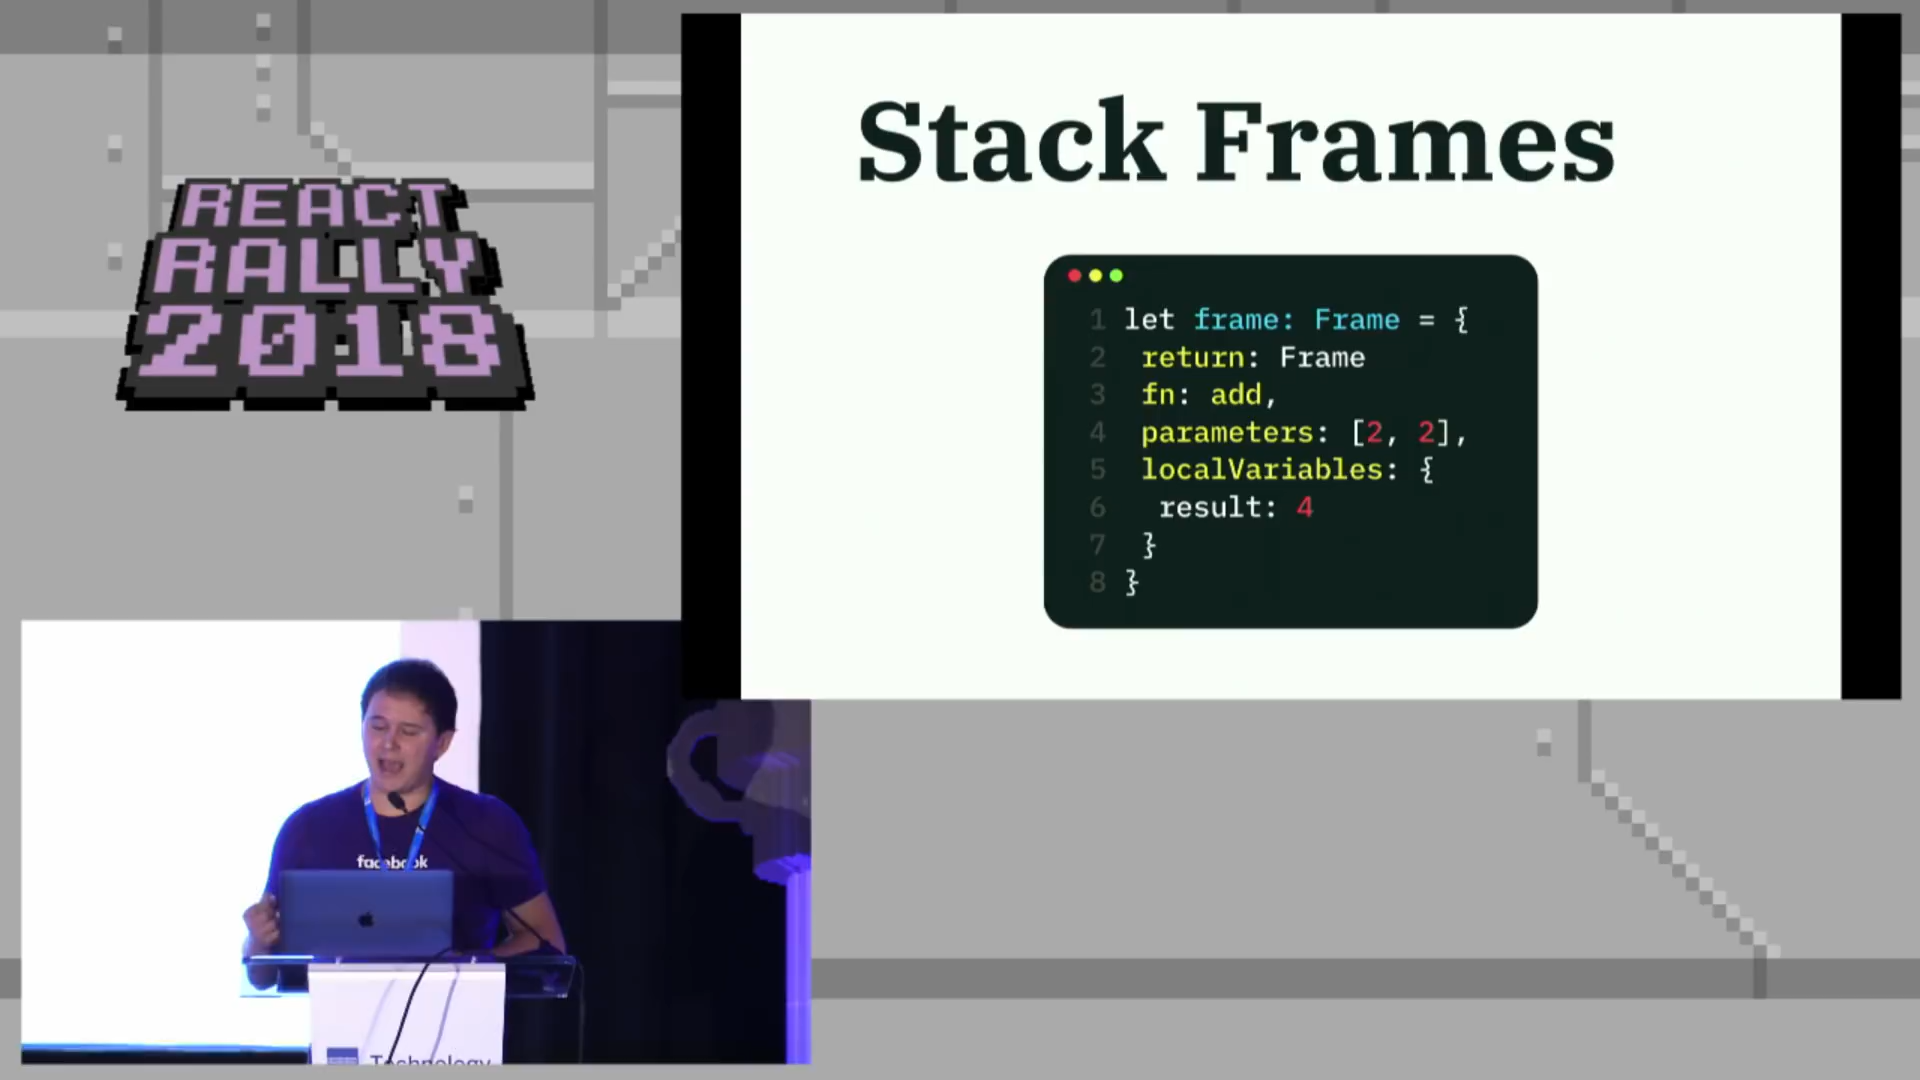 REACT
RALLY
2018
Stack Frames
1 let frame: Frame = {
2 return: Frame
3 fn: add,
4 parameters: [2, 2],
5 localVariables: {
6 result: 4
7 }
8 }
facebook
Technology